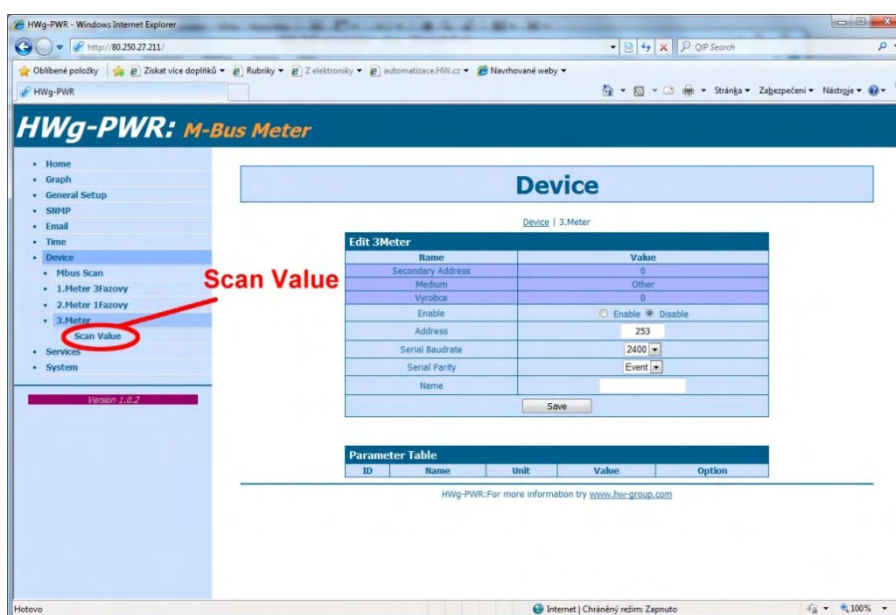 HWg-PWR - Windows Internet Explorer
http://80.250.27.211/
QIP Search
Oblíbené položky
Získat více doplňků
Rubriky
Z elektroniky
automatizace.HW.cz
Navrhované weby
HWg-PWR
Stránka
Zabezpečení
Nástroje
HWg-PWR: M-Bus Meter
Home
Graph
General Setup
SNMP
Email
Time
Device
Mbus Scan
1.Meter 3Fazovy
2.Meter 1Fazovy
3.Meter
Scan Value
Services
System
Version 1.0.2
Scan Value
Device
Device | 3.Meter
Edit 3Meter
Name Value
Secondary Address 0
Medium Other
Vyrobce 0
Enable Enable Disable
Address 253
Serial Baudrate 2400
Serial Parity Event
Name
Save
Parameter Table
ID Name Unit Value Option
HWg-PWR:For more information try www.hw-group.com
Hotovo
Internet | Chráněný režim: Zapnuto
100%